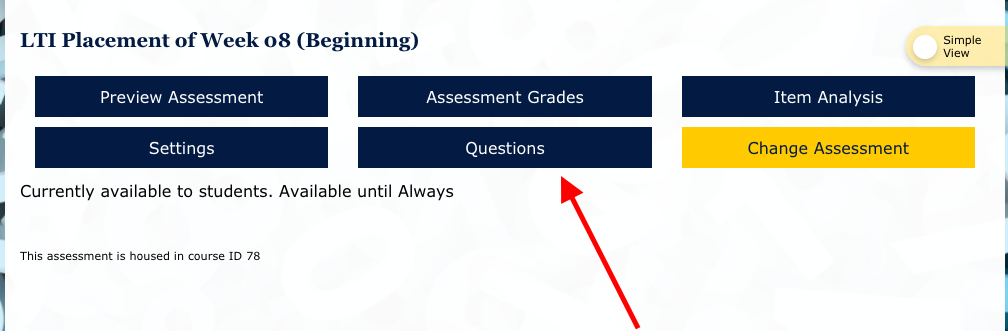 LTI Placement of Week 08 (Beginning)
Simple
View
Preview Assessment
Assessment Grades
Item Analysis
Settings
Questions
Change Assessment
Currently available to students. Available until Always
This assessment is housed in course ID 78